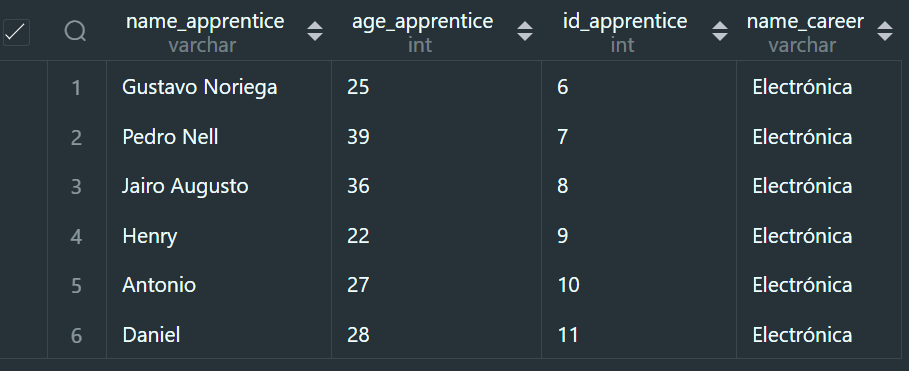 name_apprentice age_apprentice id_apprentice name_career
varchar int int varchar
1 Gustavo Noriega 25 6 Electrónica
2 Pedro Nell 39 7 Electrónica
3 Jairo Augusto 36 8 Electrónica
4 Henry 22 9 Electrónica
5 Antonio 27 10 Electrónica
6 Daniel 28 11 Electrónica